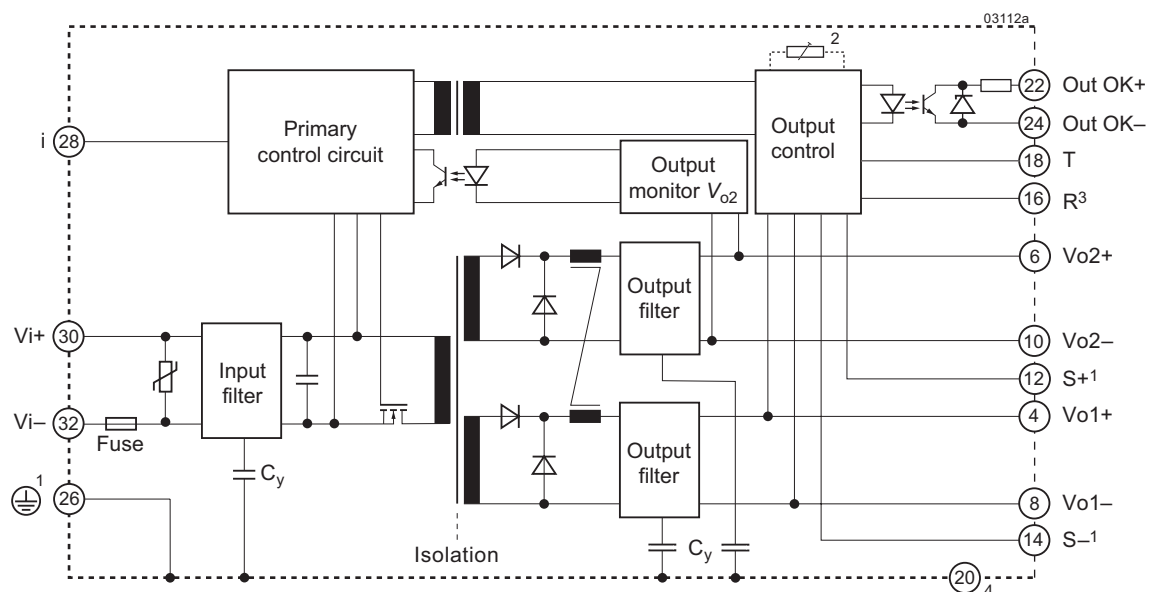 03112a
2
22 Out OK+
Primary
control circuit
Output
control
24 Out OK–
i 28
18 T
Output
monitor Vo2
16 R3
6 Vo2+
Output
filter
Vi+ 30
10 Vo2–
Input
filter
12 S+1
4 Vo1+
Vi– 32
Fuse
Output
filter
Cy
1
26
8 Vo1–
14 S–1
Isolation
Cy
20
4